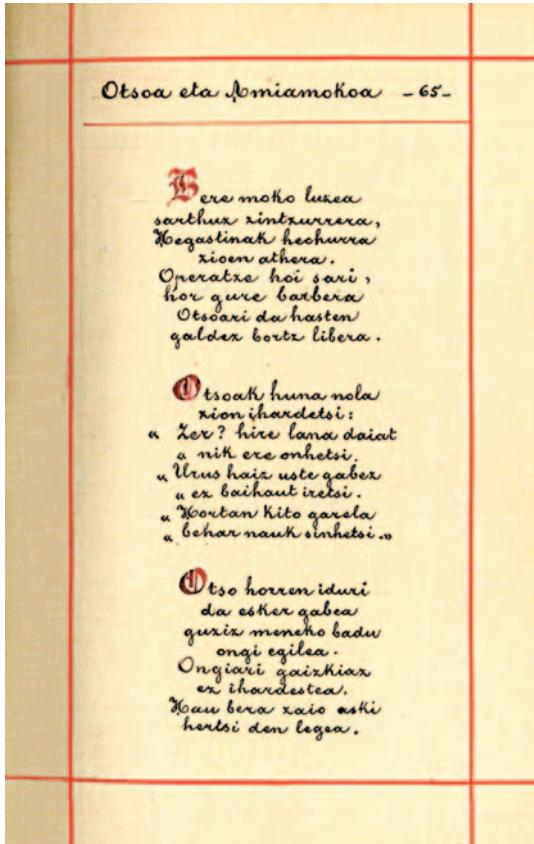 Otsoa eta Amiamokoa -65-
Bere moko luzea
sarthuz zintzurrera,
Hegastinak hechurra
zioen athera.
Operatze hoi sari,
hor gure barbera
Otsoari da hasten
galdez bortz libera.
Otsoak huna nola
zion ihardetsi:
« Zer? hire lana daiat
« nik ere onhetsi.
« Urus haiz uste gabez
« ez baihaut iretsi.
« Hortan Kito garela
« behar nauk sinhetsi.»
Otso horren iduri
da esker gabea
guziz meneko badu
ongi egilea.
Ongiari gaizkiaz
ez ihardestea.
Hau bera zaio aski
hertsi den legea.